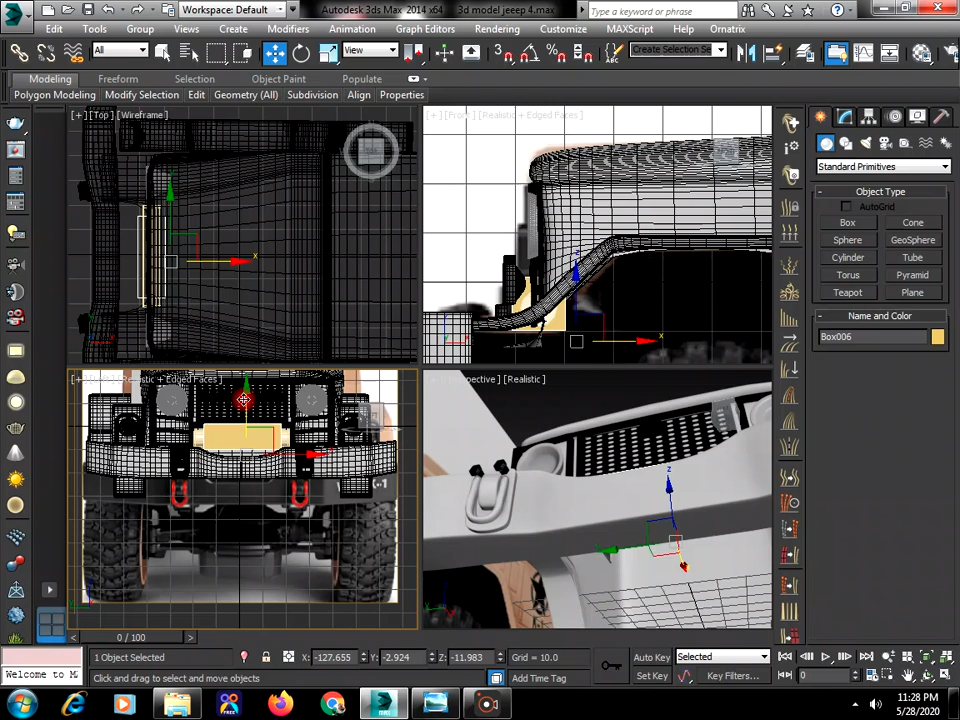 Workspace: Default
Autodesk 3ds Max 2014 x64
3d model jeeep 4.max
Type a keyword or phrase
Edit Tools Group Views Create Modifiers Animation Graph Editors Rendering Customize MAXScript Help Ornatrix
All
View
Create Selection Se
Modeling Freeform Selection Object Paint Populate
Polygon Modeling Modify Selection Edit Geometry (All) Subdivision Align Properties
[+][Top][Wireframe]
[+][Front][Realistic + Edged Faces]
Standard Primitives
Object Type
AutoGrid
Box Cone
Sphere GeoSphere
Cylinder Tube
Torus Pyramid
Teapot Plane
Name and Color
Box006
Realistic + Edged Faces]
[Realistic]
x
x
z
0 / 100
1 Object Selected
X: -127.655 Y: -2.924 Z: -11.983
Grid = 10.0
Auto Key Selected
Welcome to M
Click and drag to select and move objects
Add Time Tag
Set Key Key Filters...
0
11:28 PM
5/28/2020